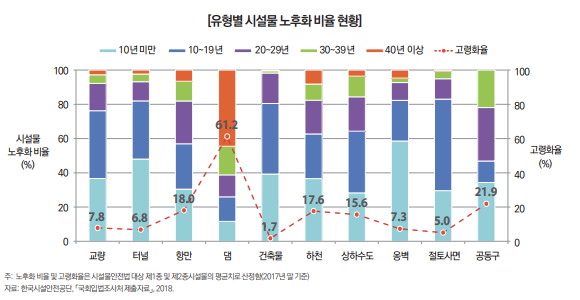 [유형별 시설물 노후화 비율 현황]
10년 미만 10~19년 20~29년 30~39년 40년 이상 고령화율
시설물
노후화 비율
(%)
100
80
60
40
20
0
7.8 6.8 18.0 61.2 1.7 17.6 15.6 7.3 5.0 21.9
100
80
60
40
20
0
고령화율
(%)
교량 터널 항만 댐 건축물 하천 상하수도 옹벽 절토사면 공동구
주: 노후화 비율 및 고령화율은 시설물안전법 대상 제1종 및 제2종시설물의 평균치로 산정함(2017년 말 기준)
자료: 한국시설안전공단, 「국회입법조사처 제출자료」, 2018.